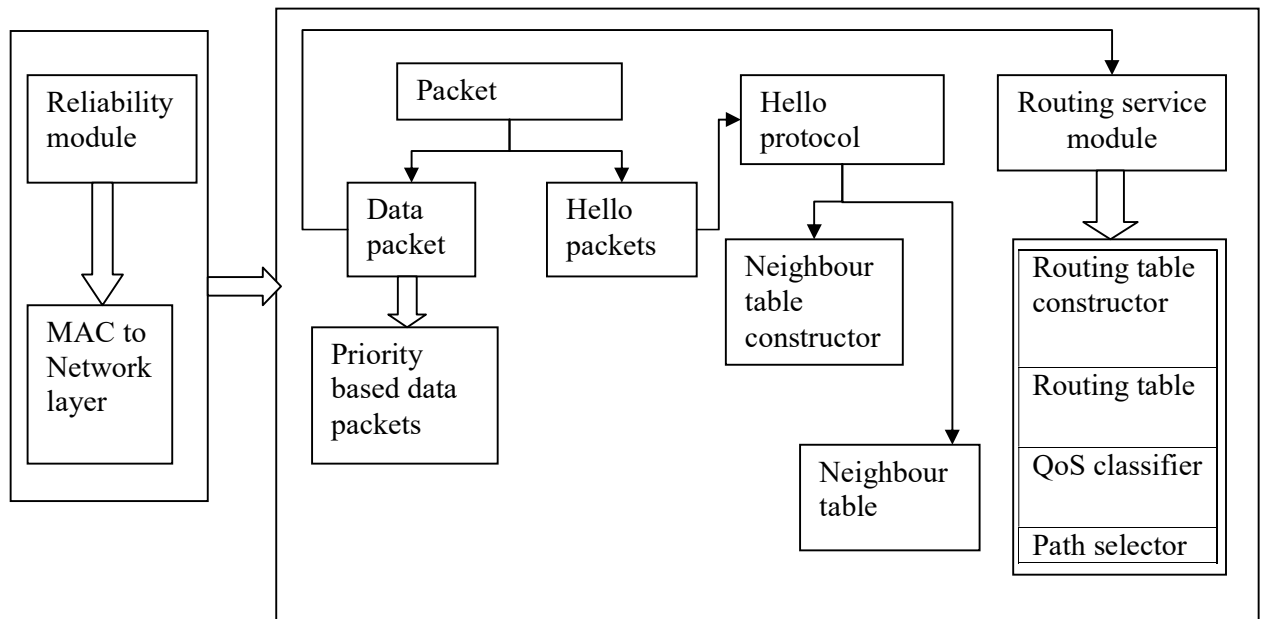 Reliability
module
MAC to
Network
layer
Packet
Data
packet
Hello
packets
Priority
based data
packets
Hello
protocol
Neighbour
table
constructor
Neighbour
table
Routing service
module
Routing table
constructor
Routing table
QoS classifier
Path selector